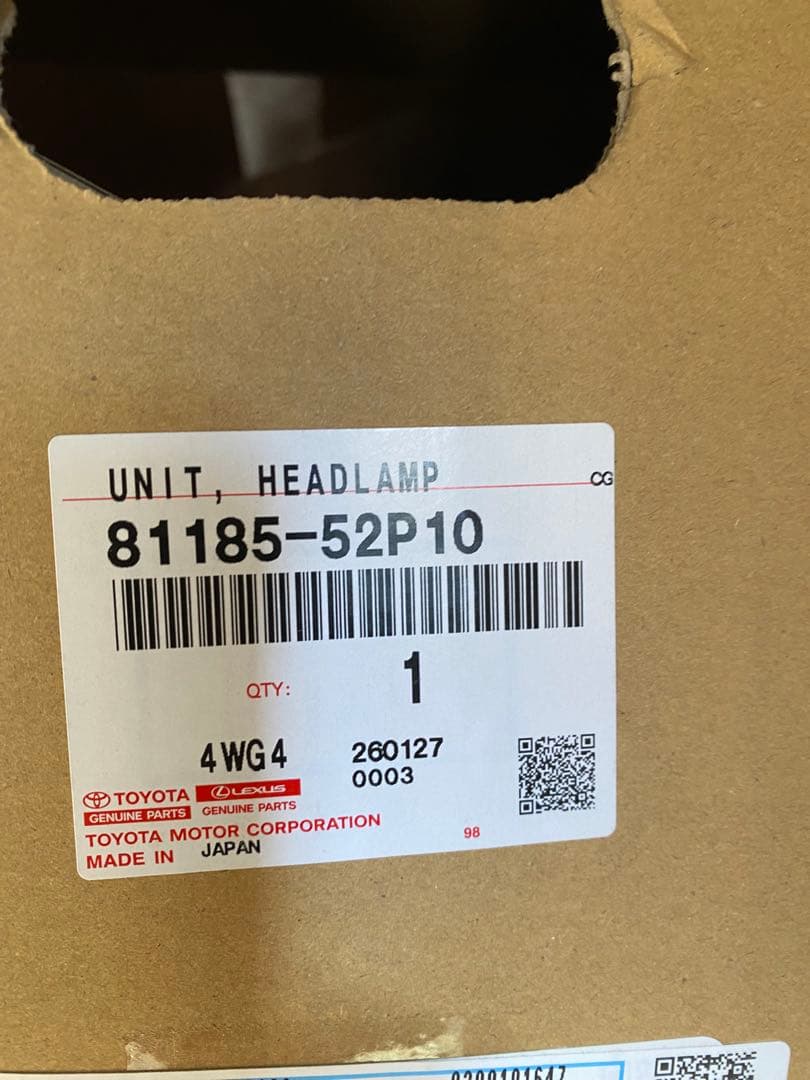 UNIT, HEADLAMP CG
81185-52P10
QTY: 1
4WG4 260127
0003
TOYOTA LEXUS
GENUINE PARTS GENUINE PARTS
TOYOTA MOTOR CORPORATION 98
MADE IN JAPAN